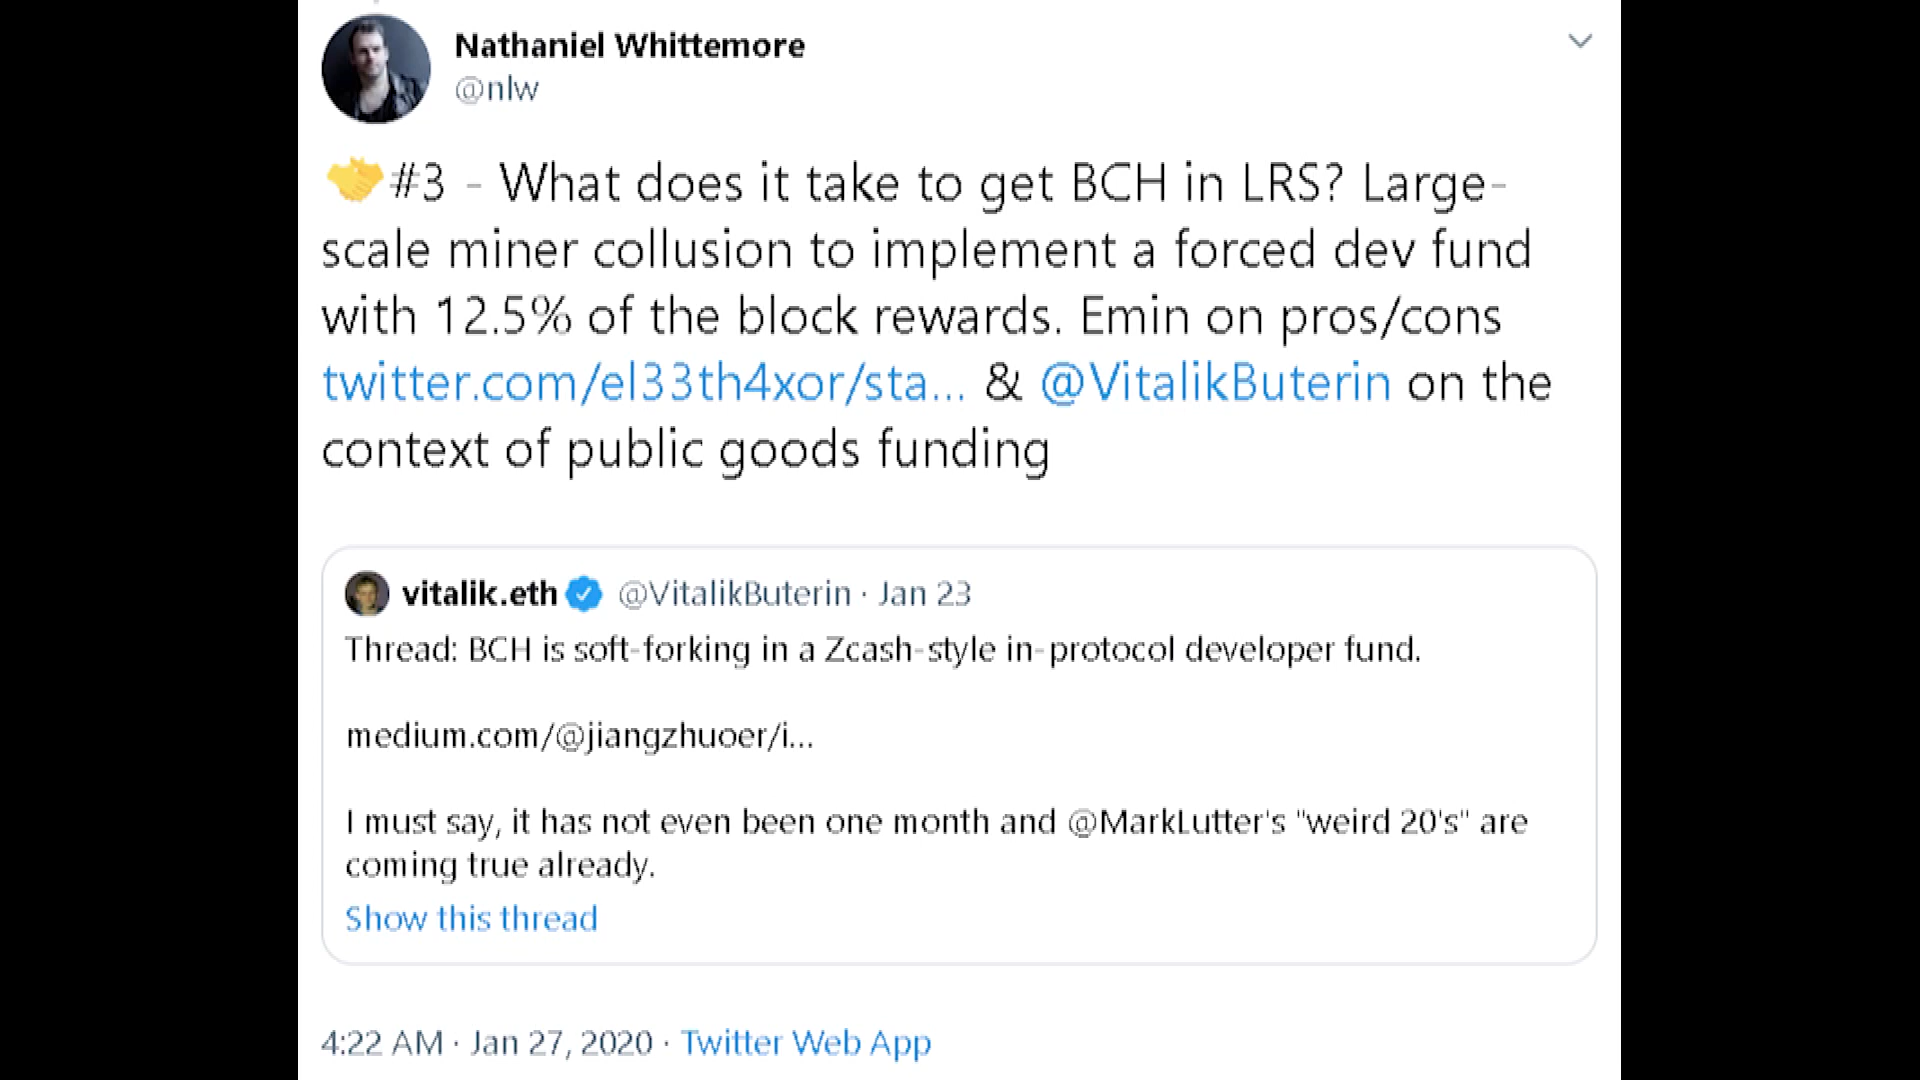 Nathaniel Whittemore
@nlw
🤝#3 - What does it take to get BCH in LRS? Large-
scale miner collusion to implement a forced dev fund
with 12.5% of the block rewards. Emin on pros/cons
twitter.com/el33th4xor/sta... & @VitalikButerin on the
context of public goods funding
vitalik.eth @VitalikButerin · Jan 23
Thread: BCH is soft-forking in a Zcash-style in-protocol developer fund.
medium.com/@jiangzhuoer/i...
I must say, it has not even been one month and @MarkLutter's "weird 20's" are
coming true already.
Show this thread
4:22 AM · Jan 27, 2020 · Twitter Web App